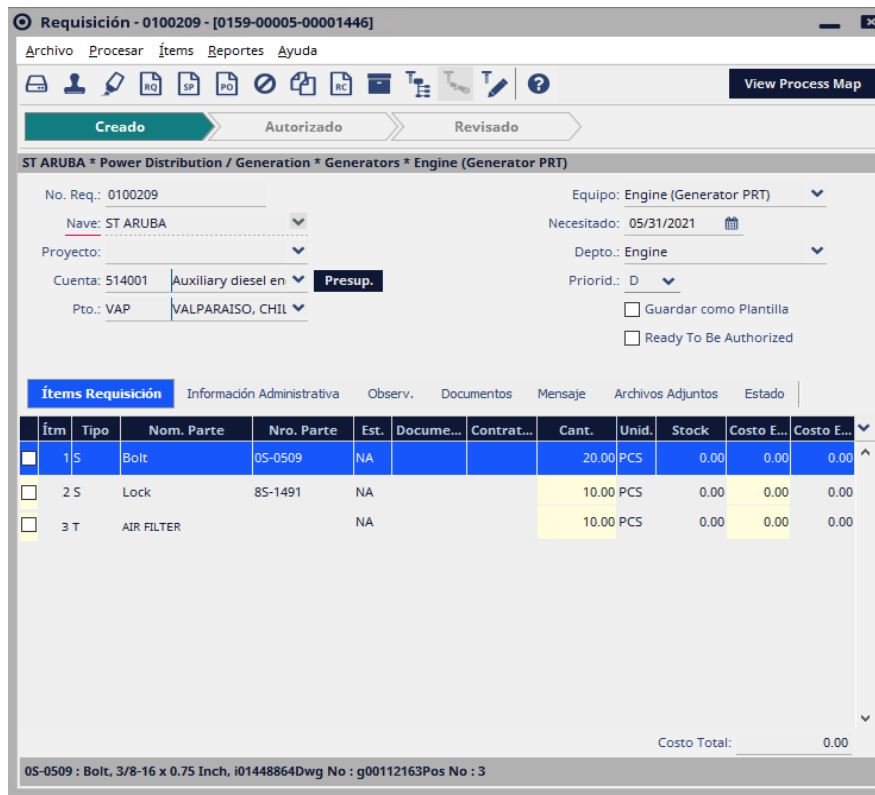 Requisición - 0100209 - [0159-00005-00001446]
Archivo Procesar Ítems Reportes Ayuda
RQ SP PO RC T T T ? View Process Map
Creado Autorizado Revisado
ST ARUBA * Power Distribution / Generation * Generators * Engine (Generator PRT)
No. Req.: 0100209 Equipo: Engine (Generator PRT)
Nave: ST ARUBA Necesitado: 05/31/2021
Proyecto: Depto.: Engine
Cuenta: 514001 Auxiliary diesel en Presup. Priorid.: D
Pto.: VAP VALPARAISO, CHIL Guardar como Plantilla
Ready To Be Authorized
Ítems Requisición Información Administrativa Observ. Documentos Mensaje Archivos Adjuntos Estado
Ítm Tipo Nom. Parte Nro. Parte Est. Docume... Contrat... Cant. Unid. Stock Costo E... Costo E...
1 S Bolt 0S-0509 NA 20.00 PCS 0.00 0.00 0.00
2 S Lock 8S-1491 NA 10.00 PCS 0.00 0.00 0.00
3 T AIR FILTER NA 10.00 PCS 0.00 0.00 0.00
Costo Total: 0.00
0S-0509 : Bolt, 3/8-16 x 0.75 Inch, i01448864Dwg No : g00112163Pos No : 3